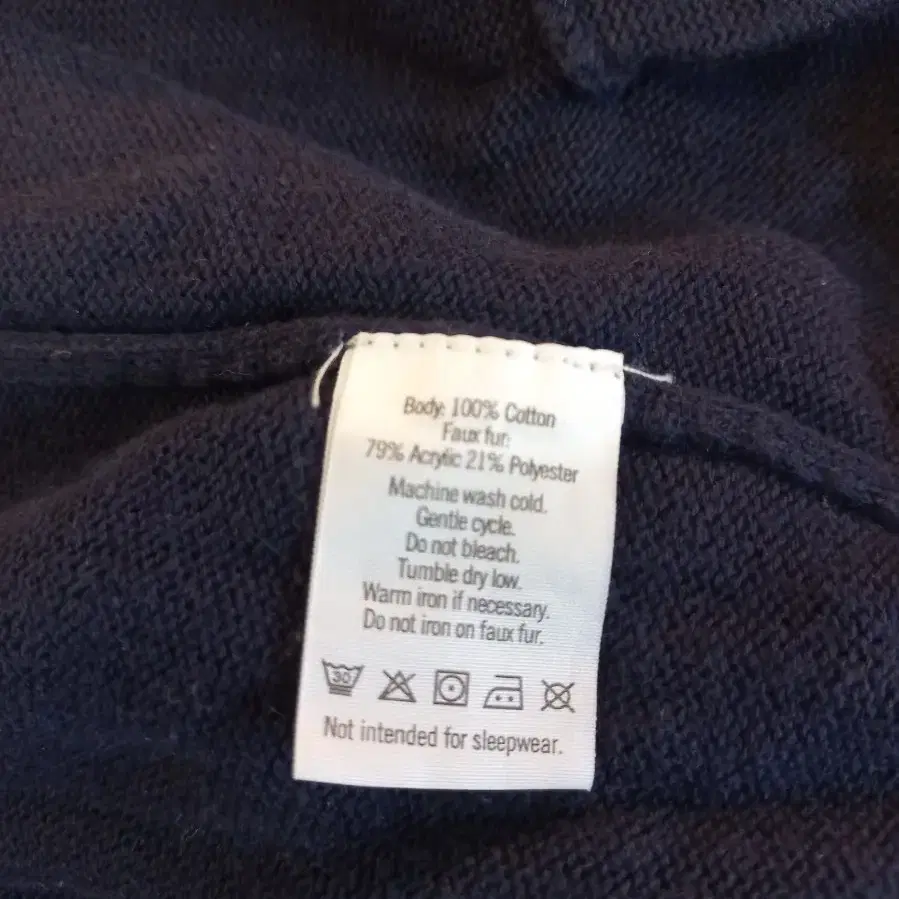 Body: 100% Cotton
Faux fur:
79% Acrylic 21% Polyester
Machine wash cold.
Gentle cycle.
Do not bleach.
Tumble dry low.
Warm iron if necessary.
Do not iron on faux fur.
30
Not intended for sleepwear.